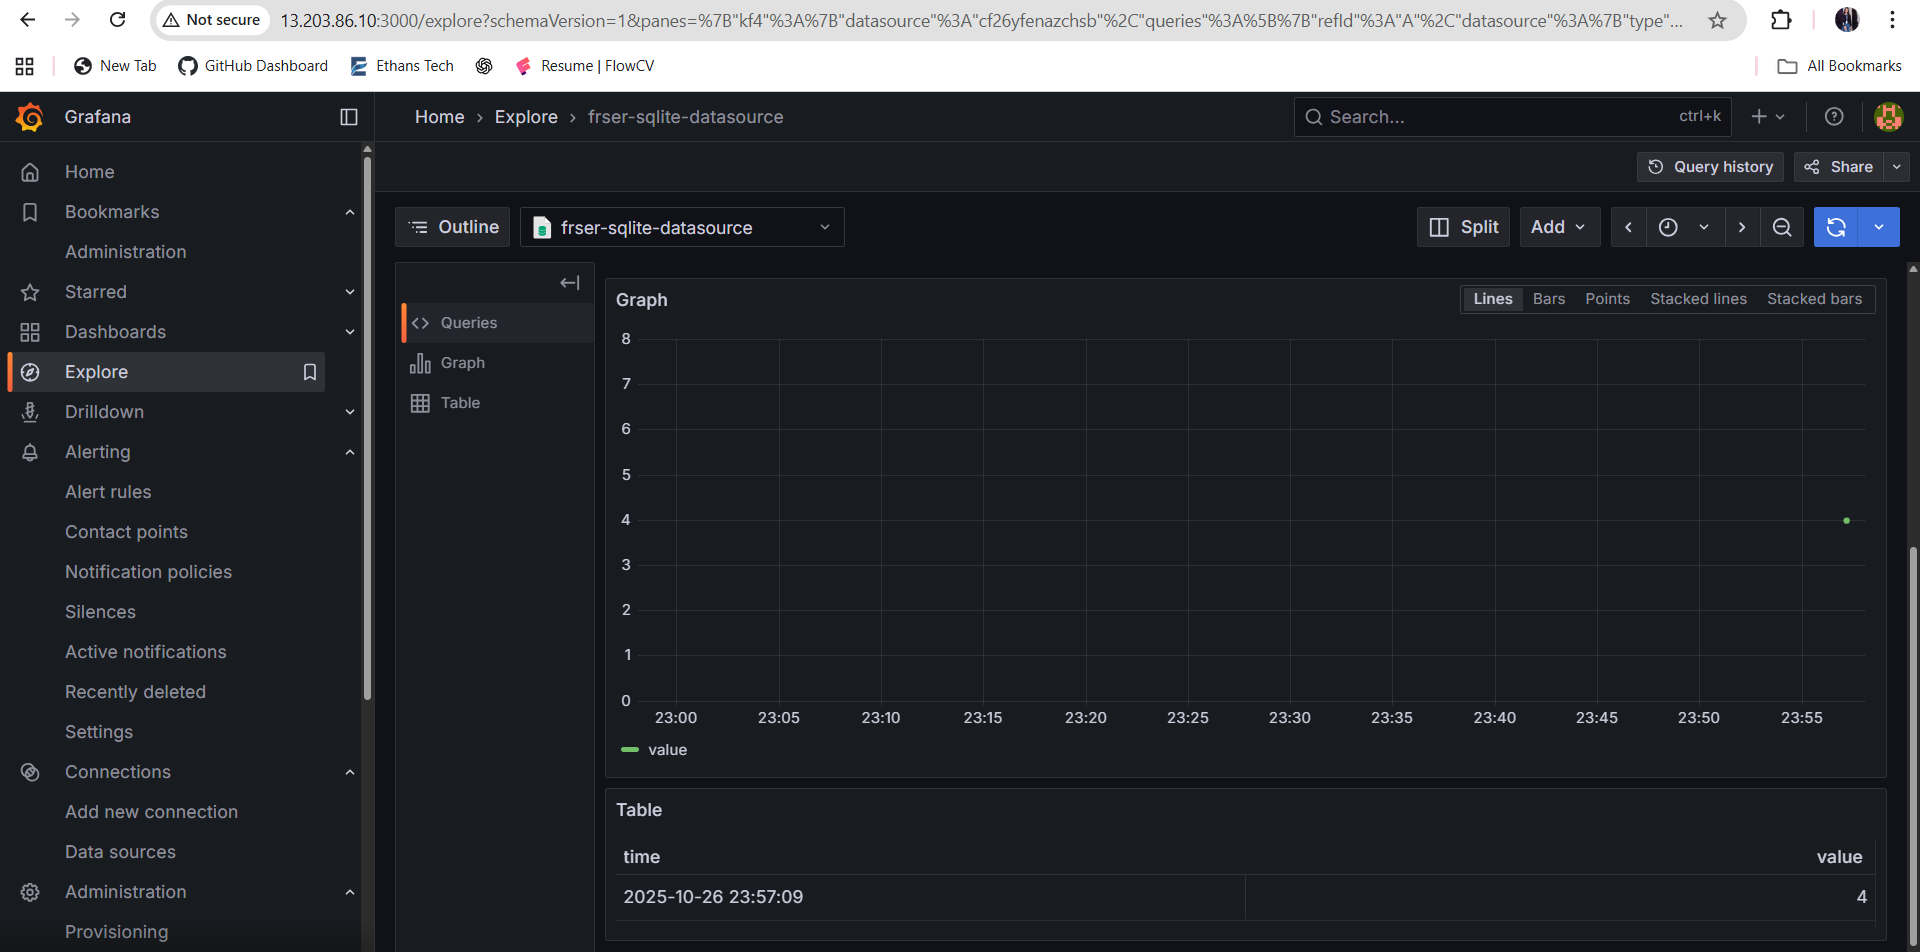 Not secure
13.203.86.10:3000/explore?schemaVersion=1&panes=%7B"kf4"%3A%7B"datasource"%3A"cf26yfenazchsb"%2C"queries"%3A%5B%7B"refId"%3A"A"%2C"datasource"%3A%7B"type"...
New Tab
GitHub Dashboard
Ethans Tech
Resume | FlowCV
All Bookmarks
Grafana
Home › Explore › frser-sqlite-datasource
Search...
ctrl+k
Home
Bookmarks
Administration
Starred
Dashboards
Explore
Drilldown
Alerting
Alert rules
Contact points
Notification policies
Silences
Active notifications
Recently deleted
Settings
Connections
Add new connection
Data sources
Administration
Provisioning
Query history
Share
Outline
frser-sqlite-datasource
Split
Add
Queries
Graph
Table
Graph
Lines
Bars
Points
Stacked lines
Stacked bars
8
7
6
5
4
3
2
1
0
23:00 23:05 23:10 23:15 23:20 23:25 23:30 23:35 23:40 23:45 23:50 23:55
value
Table
time value
2025-10-26 23:57:09 4